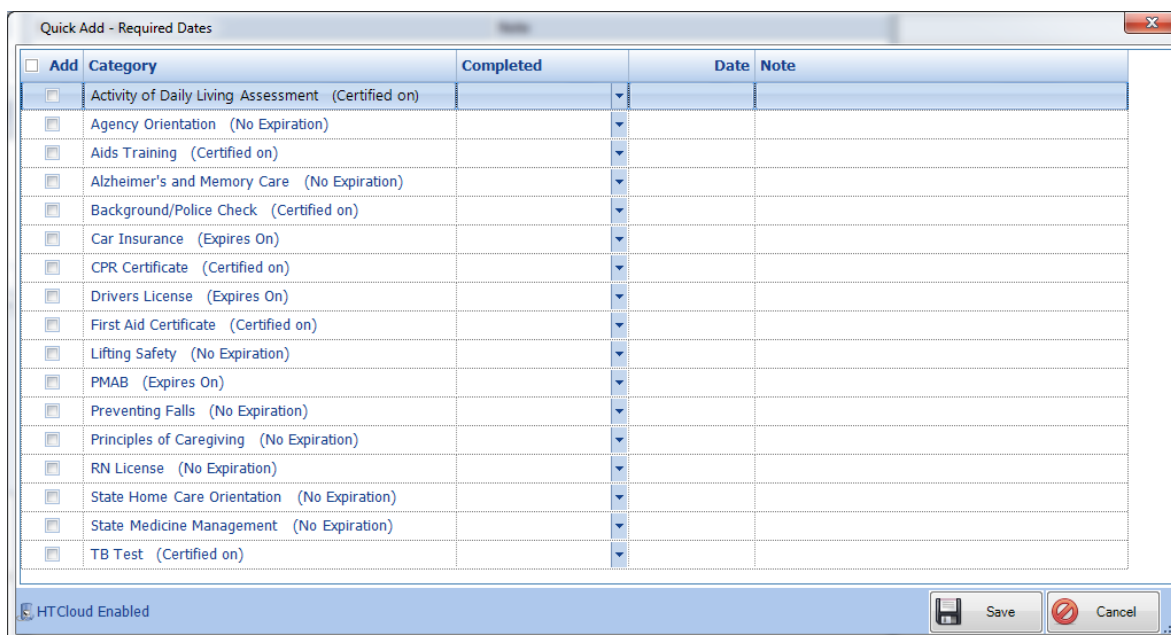 Quick Add - Required Dates
Add Category Completed Date Note
Activity of Daily Living Assessment (Certified on)
Agency Orientation (No Expiration)
Aids Training (Certified on)
Alzheimer's and Memory Care (No Expiration)
Background/Police Check (Certified on)
Car Insurance (Expires On)
CPR Certificate (Certified on)
Drivers License (Expires On)
First Aid Certificate (Certified on)
Lifting Safety (No Expiration)
PMAB (Expires On)
Preventing Falls (No Expiration)
Principles of Caregiving (No Expiration)
RN License (No Expiration)
State Home Care Orientation (No Expiration)
State Medicine Management (No Expiration)
TB Test (Certified on)
HTCloud Enabled Save Cancel